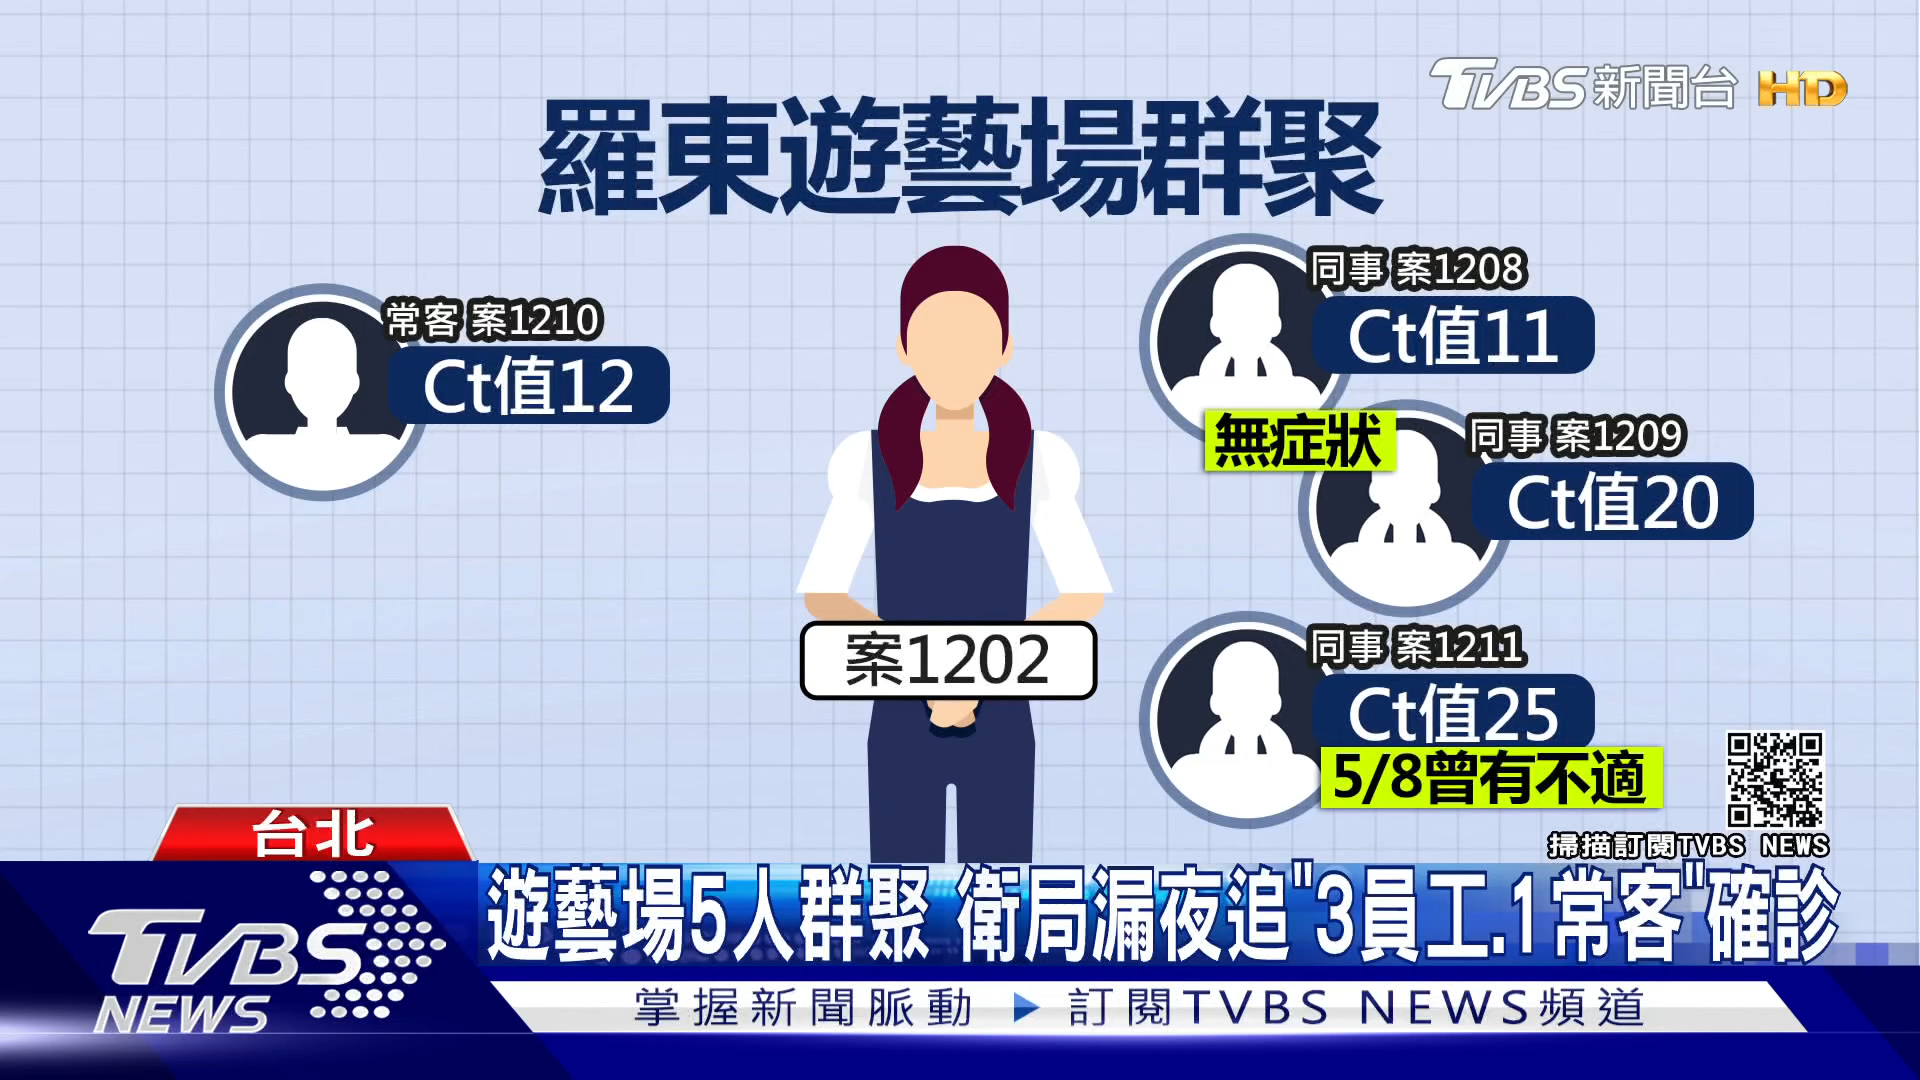 TVBS新聞台 HD
羅東遊藝場群聚
常客 案1210
Ct值12
同事 案1208
Ct值11
無症狀
同事 案1209
Ct值20
案1202
同事 案1211
Ct值25
5/8曾有不適
掃描訂閱TVBS NEWS
台北
遊藝場5人群聚 衛局漏夜追"3員工.1常客"確診
TVBS
NEWS
掌握新聞脈動 ▶ 訂閱TVBS NEWS頻道